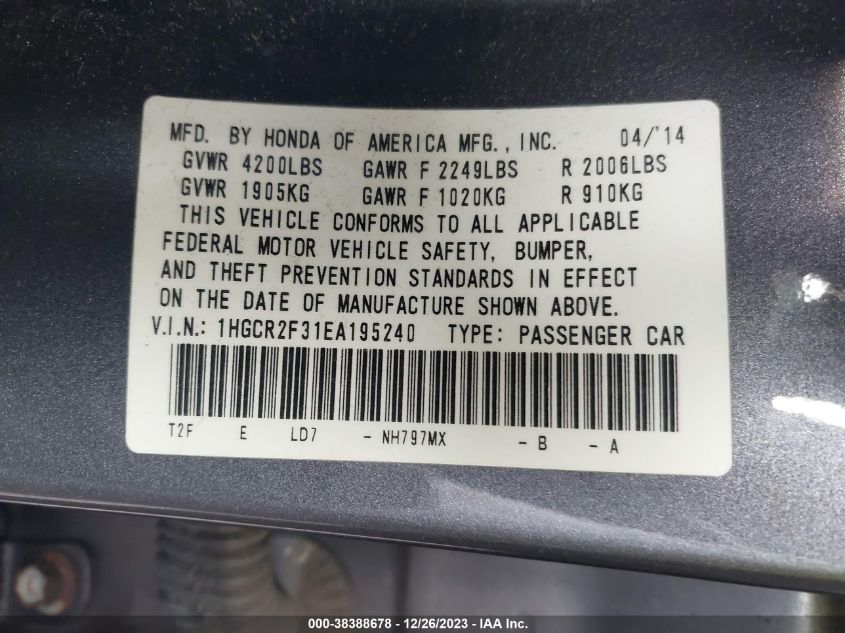 MFD. BY HONDA OF AMERICA MFG., INC. 04/'14
GVWR 4200LBS GAWR F 2249LBS R 2006LBS
GVWR 1905KG GAWR F 1020KG R 910KG
THIS VEHICLE CONFORMS TO ALL APPLICABLE
FEDERAL MOTOR VEHICLE SAFETY, BUMPER,
AND THEFT PREVENTION STANDARDS IN EFFECT
ON THE DATE OF MANUFACTURE SHOWN ABOVE.
V.I.N.: 1HGCR2F31EA195240 TYPE: PASSENGER CAR
T2F E LD7 - NH797MX - B - A
000-38388678 - 12/26/2023 - IAA Inc.